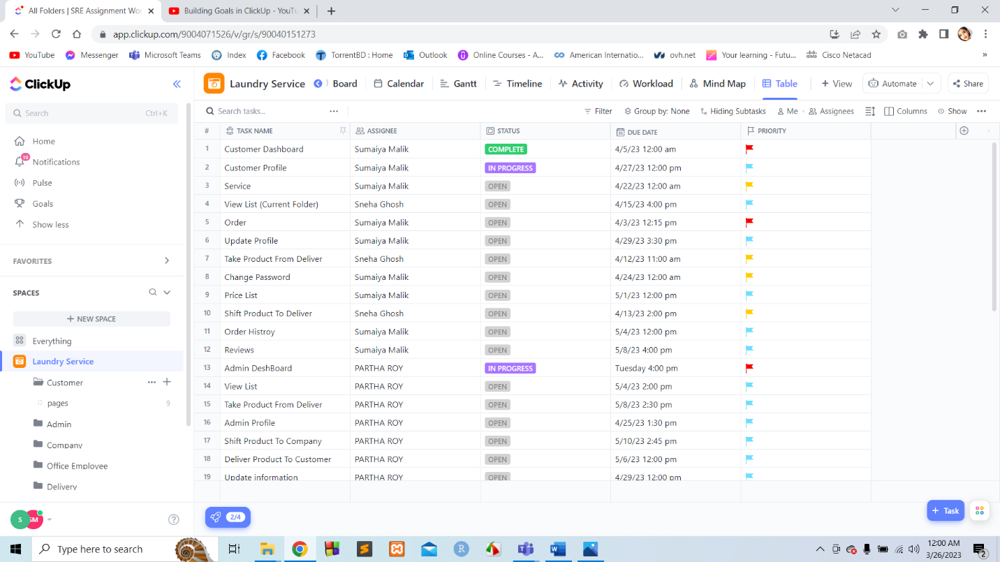 All Folders | SRE Assignment Wo
Building Goals in ClickUp - YouTu
app.clickup.com/9004071526/v/gr/s/90040151273
YouTube Messenger Microsoft Teams Index Facebook TorrentBD : Home Outlook Online Courses - A... American Internatio... ovh.net Your learning - Futu... Cisco Netacad »
ClickUp
Search Ctrl+K
Home
19
Notifications
Pulse
Goals
Show less
FAVORITES
SPACES
+ NEW SPACE
Everything
Laundry Service
Customer
pages 9
Admin
Company
Office Employee
Delivery
S SM
Laundry Service Board Calendar Gantt Timeline Activity Workload Mind Map Table + View Automate Share
Search tasks... Filter Group by: None Hiding Subtasks Me Assignees Columns Show
# TASK NAME ASSIGNEE STATUS DUE DATE PRIORITY
1 Customer Dashboard Sumaiya Malik COMPLETE 4/5/23 12:00 am
2 Customer Profile Sumaiya Malik IN PROGRESS 4/27/23 12:00 pm
3 Service Sumaiya Malik OPEN 4/22/23 12:00 am
4 View List (Current Folder) Sneha Ghosh OPEN 4/15/23 4:00 pm
5 Order Sumaiya Malik OPEN 4/3/23 12:15 pm
6 Update Profile Sumaiya Malik OPEN 4/29/23 3:30 pm
7 Take Product From Deliver Sneha Ghosh OPEN 4/12/23 11:00 am
8 Change Password Sumaiya Malik OPEN 4/24/23 12:00 am
9 Price List Sumaiya Malik OPEN 5/1/23 12:00 pm
10 Shift Product To Deliver Sneha Ghosh OPEN 4/13/23 2:00 pm
11 Order Histroy Sumaiya Malik OPEN 5/4/23 12:00 pm
12 Reviews Sumaiya Malik OPEN 5/8/23 4:00 pm
13 Admin DeshBoard PARTHA ROY IN PROGRESS Tuesday 4:00 pm
14 View List PARTHA ROY OPEN 5/4/23 2:00 pm
15 Take Product From Deliver PARTHA ROY OPEN 5/8/23 2:30 pm
16 Admin Profile PARTHA ROY OPEN 4/25/23 1:30 pm
17 Shift Product To Company PARTHA ROY OPEN 5/10/23 2:45 pm
18 Deliver Product To Customer PARTHA ROY OPEN 5/6/23 12:00 pm
19 Update information PARTHA ROY OPEN 4/29/23 12:00 pm
2/4
+ Task
Type here to search
12:00 AM
3/26/2023
2